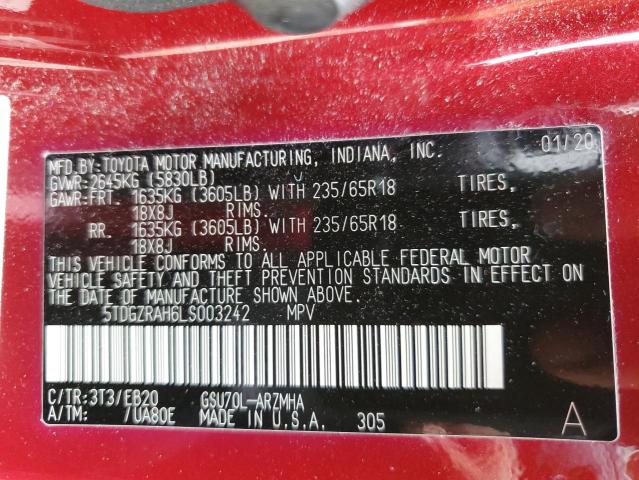 MFD.BY:TOYOTA MOTOR MANUFACTURING, INDIANA, INC. 01/20
GVWR:2645KG (5830LB)
GAWR:FRT. 1635KG (3605LB) WITH 235/65R18 TIRES,
18X8J RIMS.
RR. 1635KG (3605LB) WITH 235/65R18 TIRES,
18X8J RIMS.
THIS VEHICLE CONFORMS TO ALL APPLICABLE FEDERAL MOTOR
VEHICLE SAFETY AND THEFT PREVENTION STANDARDS IN EFFECT ON
THE DATE OF MANUFACTURE SHOWN ABOVE.
5TDGZRAH6LS003242 MPV
C/TR:3T3/EB20 GSU70L-ARZMHA
A/TM: /UA80E MADE IN U.S.A. 305 A